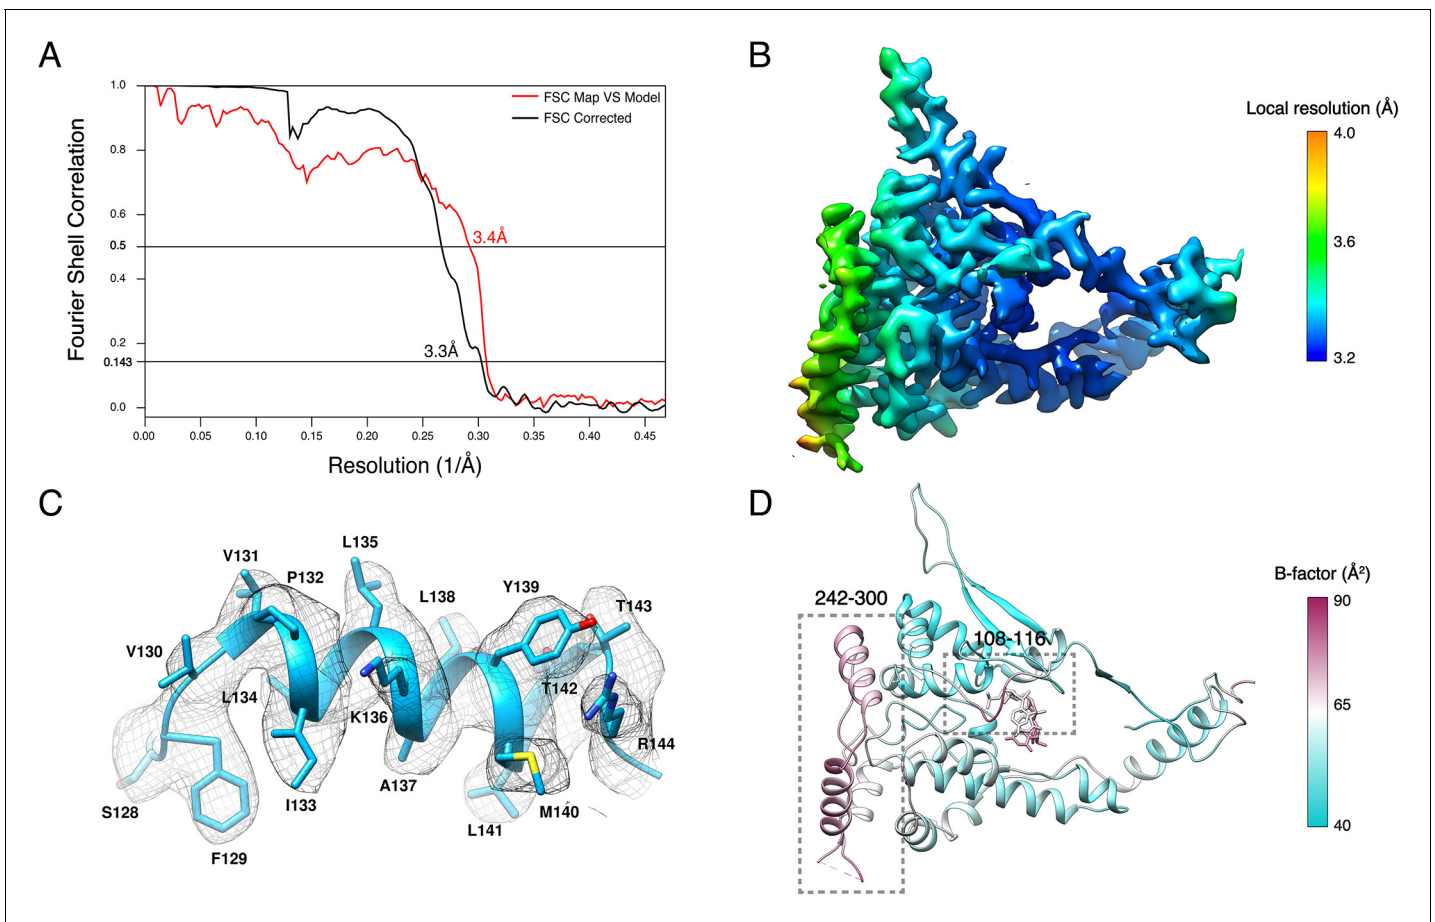 A
Fourier Shell Correlation
1.0
0.8
0.6
0.5
0.4
0.2
0.143
0.0
FSC Map VS Model
FSC Corrected
3.4Å
3.3Å
0.00 0.05 0.10 0.15 0.20 0.25 0.30 0.35 0.40 0.45
Resolution (1/Å)
B
Local resolution (Å)
4.0
3.6
3.2
C
L135
V131
P132
Y139
L138
T143
V130
L134
T142
K136
R144
A137
I133
S128
M140
L141
F129
D
242-300
108-116
B-factor (Å²)
90
65
40